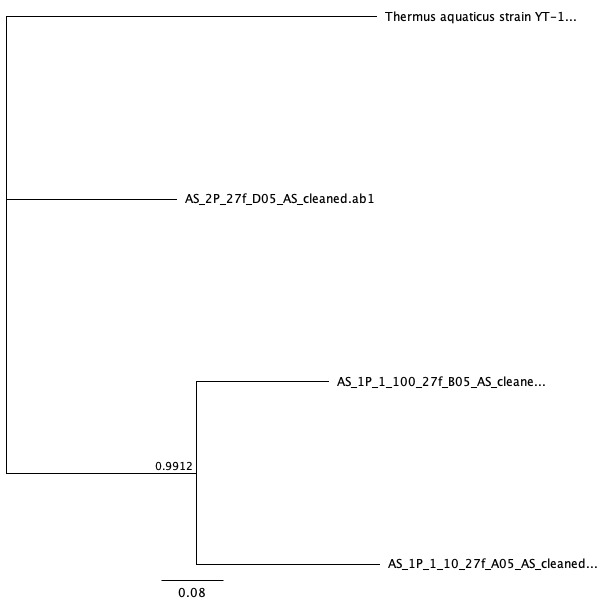 Thermus aquaticus strain YT-1...
AS_2P_27f_D05_AS_cleaned.ab1
AS_1P_1_100_27f_B05_AS_cleane...
0.9912
AS_1P_1_10_27f_A05_AS_cleaned...
0.08